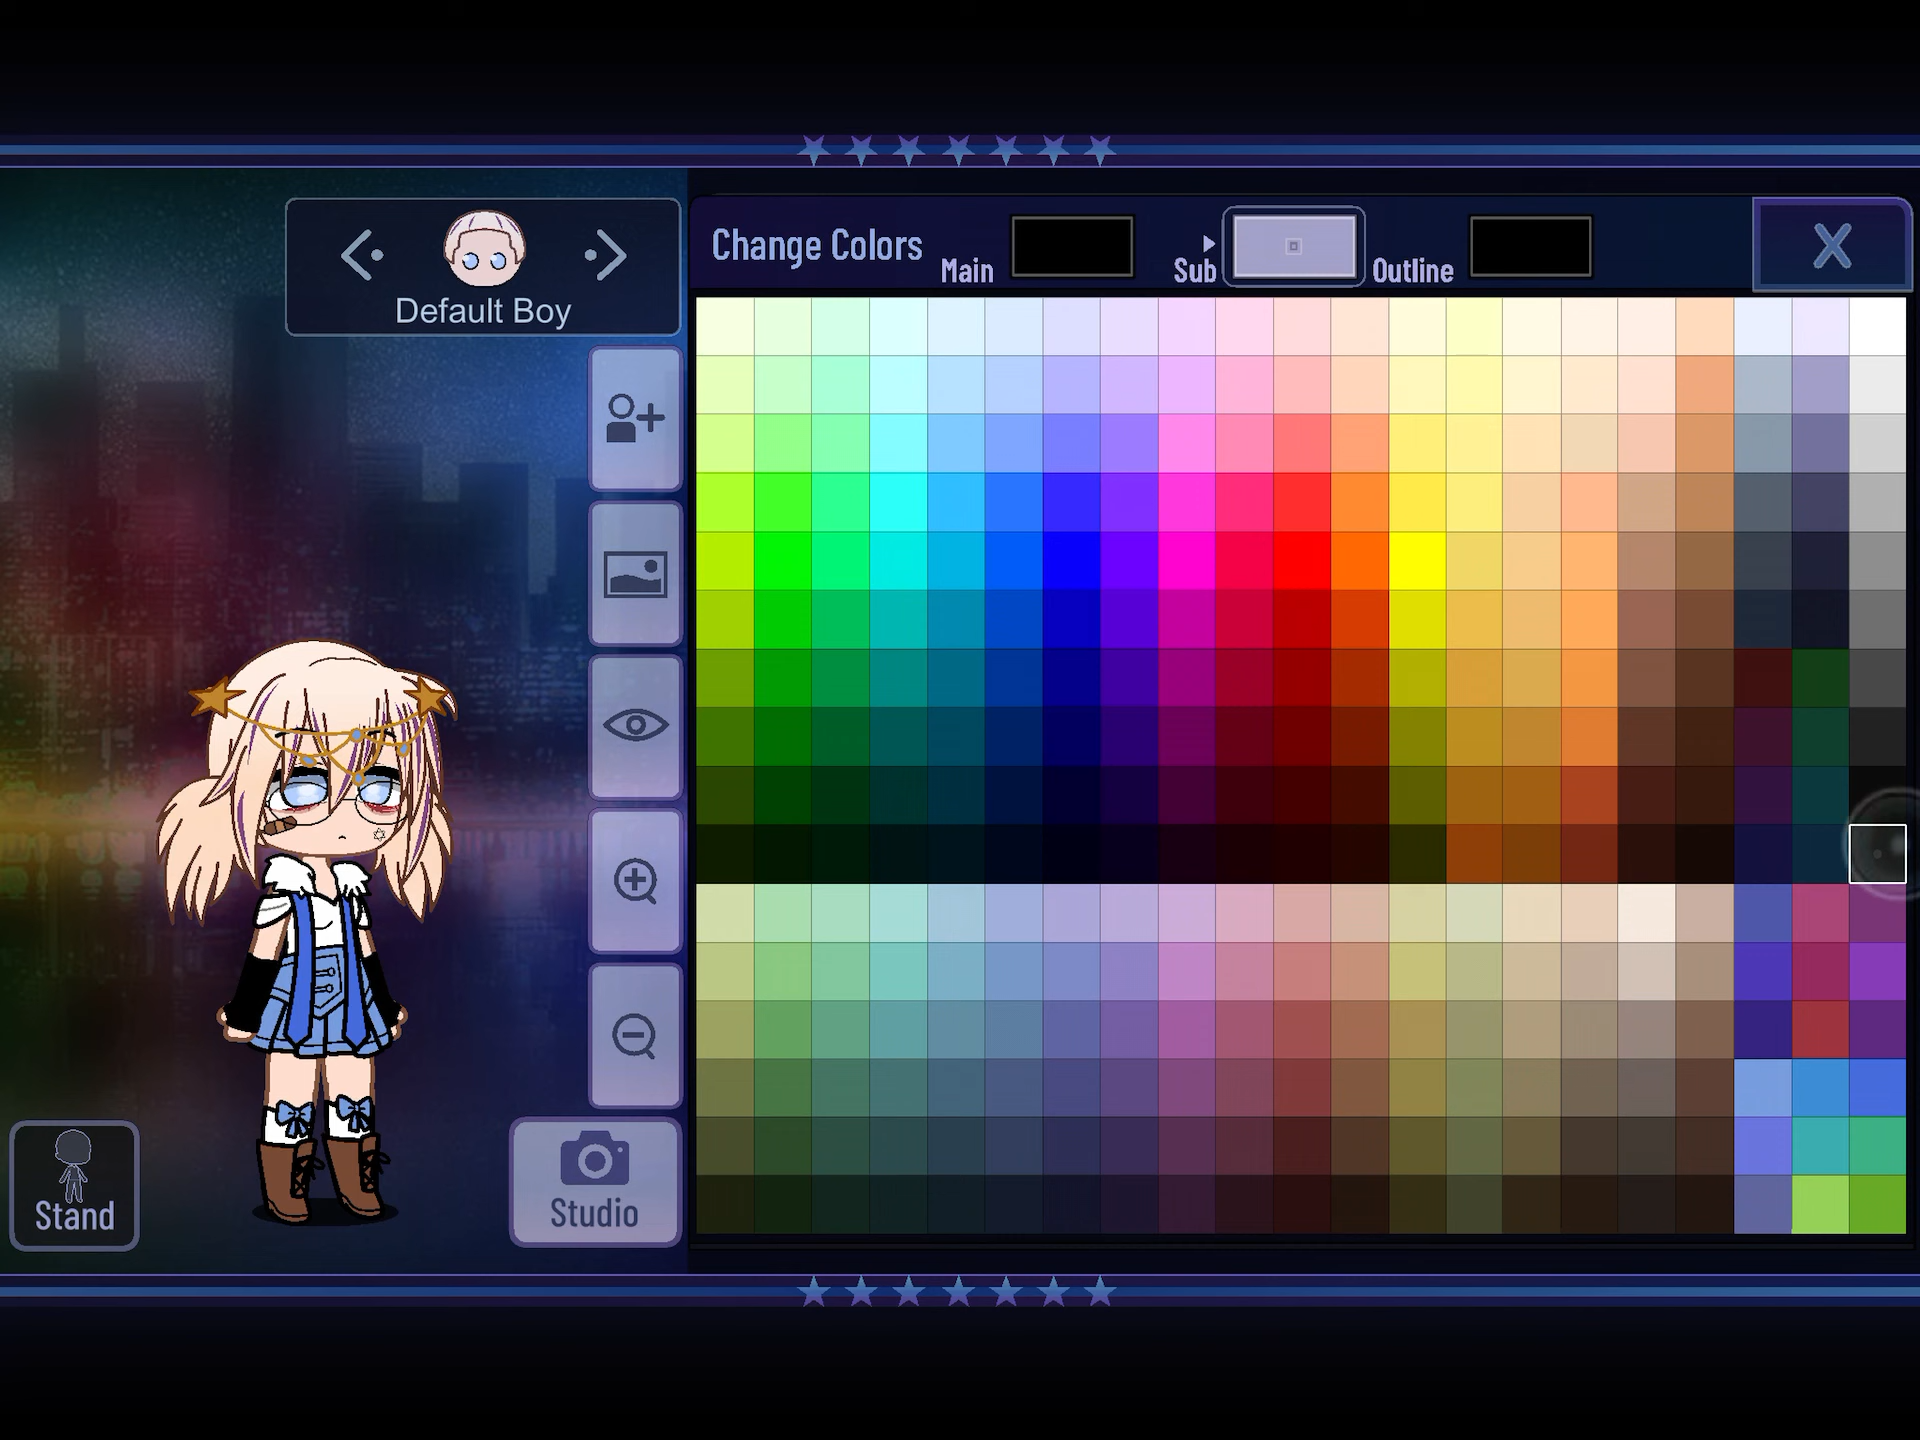 Default Boy
Change Colors
Main
Sub
Outline
X
Stand
Studio